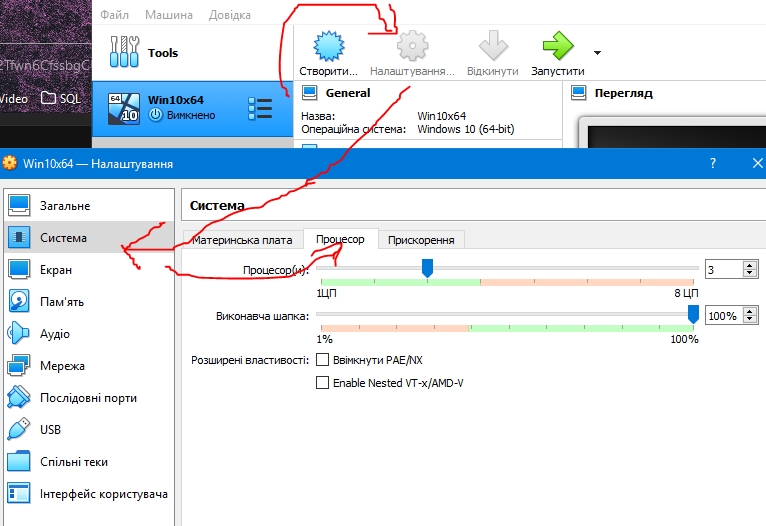 Файл Машина Довідка
Tools
2Tfwn6CfssbgC
Video SQL
Створити... Налаштування... Відкинути Запустити
64
10
Win10x64
Вимкнено
General
Назва: Win10x64
Операційна система: Windows 10 (64-bit)
Перегляд
Win10x64 — Налаштування ?
Загальне
Система
Екран
Пам'ять
Аудіо
Мережа
Послідовні порти
USB
Спільні теки
Інтерфейс користувача
Система
Материнська плата Процесор Прискорення
Процесор(и): 3
1ЦП 8 ЦП
Виконавча шапка: 100%
1% 100%
Розширені властивості: Ввімкнути PAE/NX
Enable Nested VT-x/AMD-V